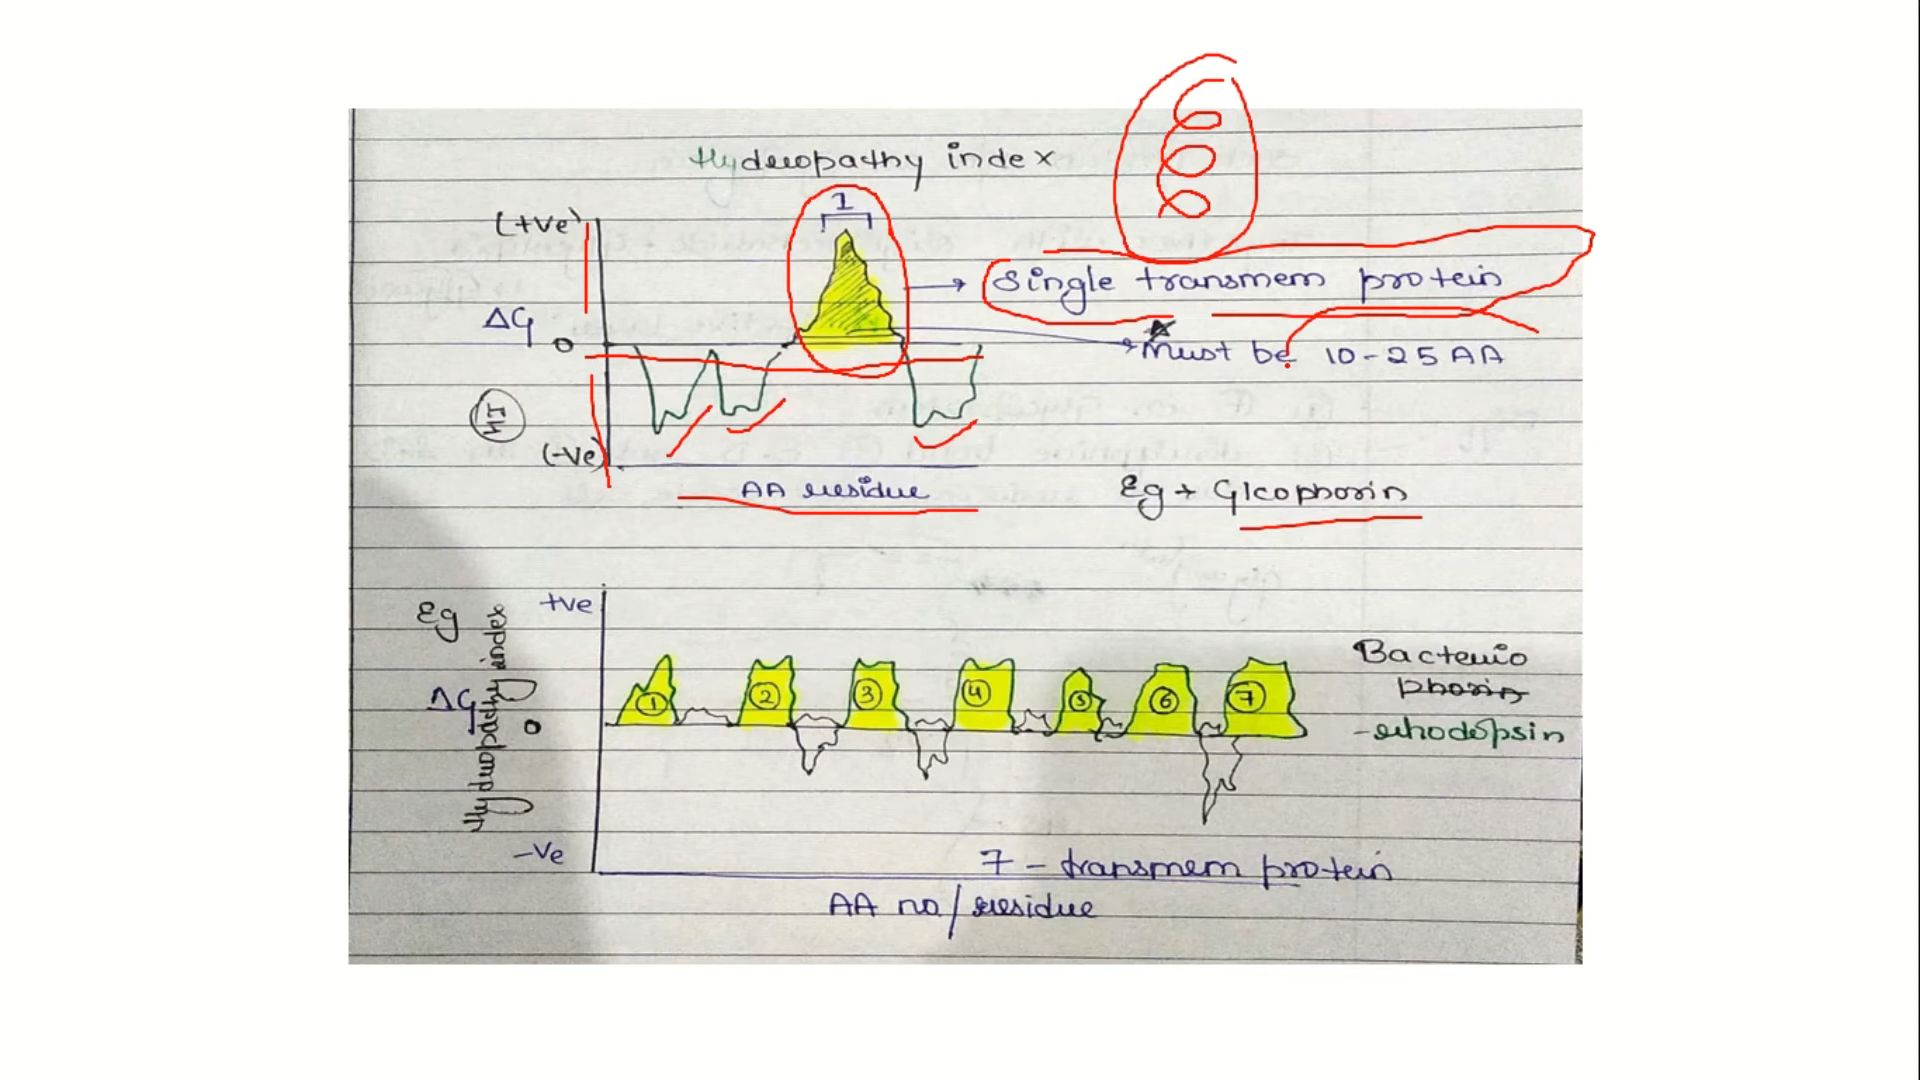 Hydropathy index
(+ve)
1
Single transmem protein
ΔG
0
Must be 10-25 AA
HI
(-ve)
AA residue
Eg → Glcophorin
Eg
+ve
Hydropathy index
ΔG
0
1 2 3 4 5 6 7
Bacterio
phorin
-rhodopsin
-ve
7 - transmem protein
AA no/residue